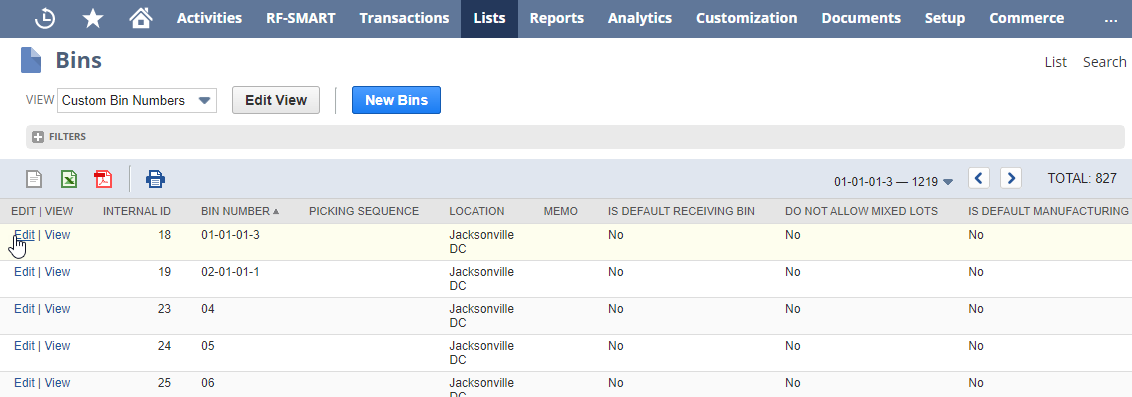 Activities RF-SMART Transactions Lists Reports Analytics Customization Documents Setup Commerce ...
Bins
List Search
VIEW Custom Bin Numbers Edit View New Bins
FILTERS
01-01-01-3 — 1219 TOTAL: 827
EDIT | VIEW INTERNAL ID BIN NUMBER PICKING SEQUENCE LOCATION MEMO IS DEFAULT RECEIVING BIN DO NOT ALLOW MIXED LOTS IS DEFAULT MANUFACTURING
Edit | View 18 01-01-01-3 Jacksonville No No No
DC
Edit | View 19 02-01-01-1 Jacksonville No No No
DC
Edit | View 23 04 Jacksonville No No No
DC
Edit | View 24 05 Jacksonville No No No
DC
Edit | View 25 06 Jacksonville No No No
DC